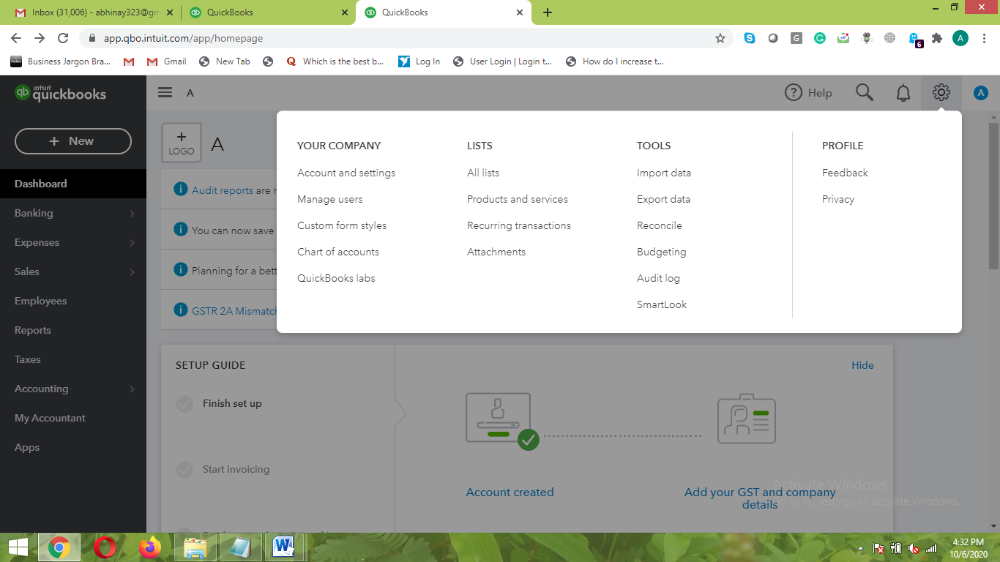 Inbox (31,006) - abhinay323@gm
QuickBooks
QuickBooks
app.qbo.intuit.com/app/homepage
6
A
Business Jargon Bra...
Gmail
New Tab
Which is the best b...
Log In
User Login | Login t...
How do I increase t...
intuit
quickbooks
A
Help
A
New
LOGO
A
Dashboard
Banking
Expenses
Sales
Employees
Reports
Taxes
Accounting
My Accountant
Apps
Audit reports are
You can now save
Planning for a bett
GSTR 2A Mismatch
YOUR COMPANY
Account and settings
Manage users
Custom form styles
Chart of accounts
QuickBooks labs
LISTS
All lists
Products and services
Recurring transactions
Attachments
TOOLS
Import data
Export data
Reconcile
Budgeting
Audit log
SmartLook
PROFILE
Feedback
Privacy
SETUP GUIDE
Hide
Finish set up
Start invoicing
Account created
Add your GST and company
details
Activate Windows
Go to PC settings to activate Windows.
4:32 PM
10/6/2020